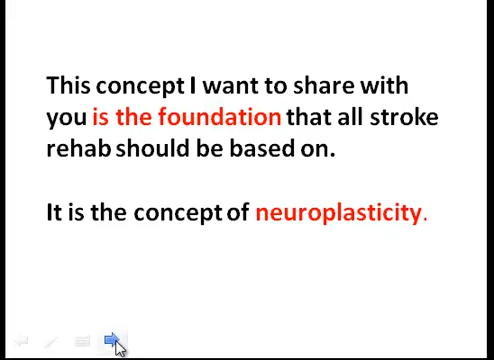 This concept I want to share with
you is the foundation that all stroke
rehab should be based on.
It is the concept of neuroplasticity.